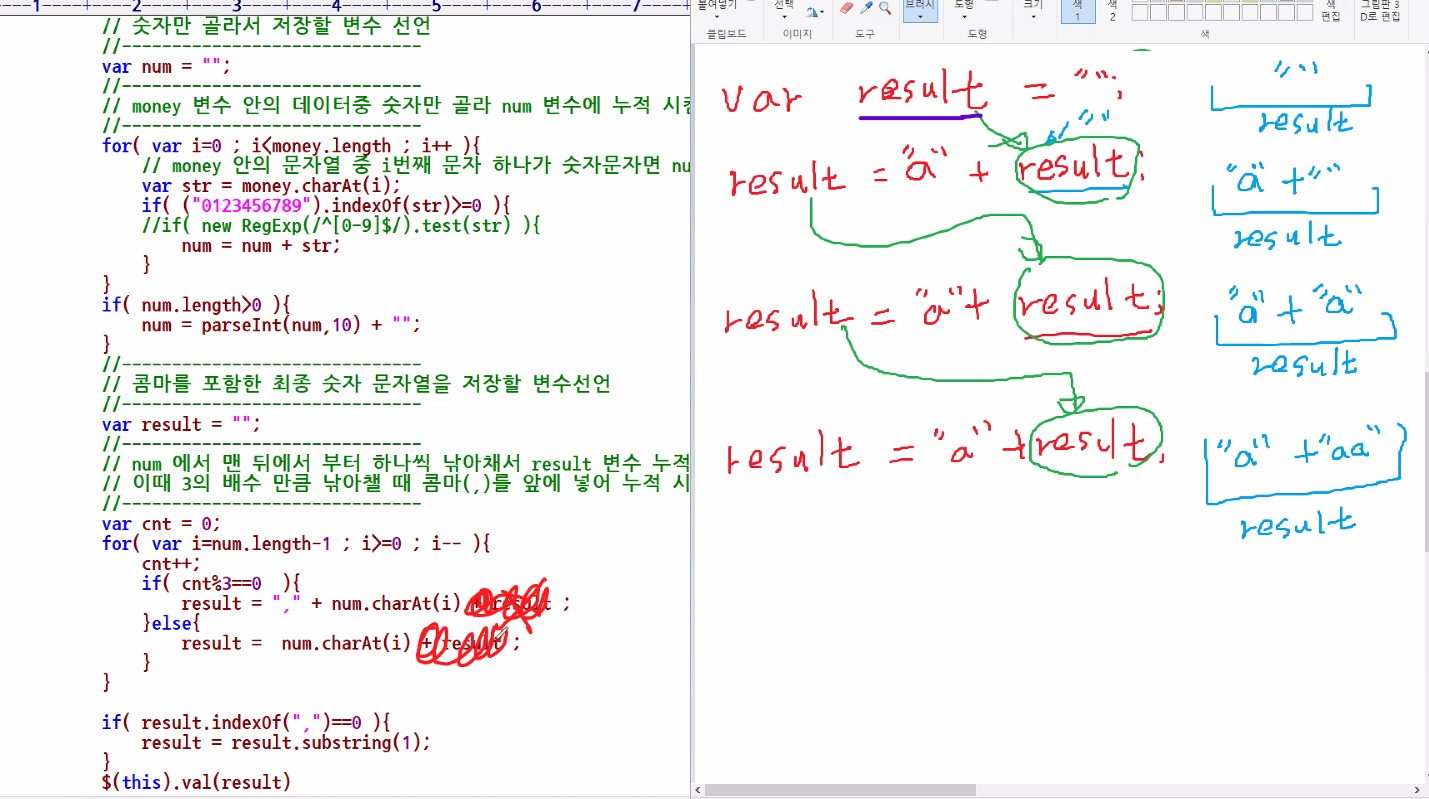 ----1----+----2----+----3----+----4----+----5----+----6----+----7----
// 숫자만 골라서 저장할 변수 선언
//------------------------------
var num = "";
//------------------------------
// money 변수 안의 데이터중 숫자만 골라 num 변수에 누적 시킴
//------------------------------
for( var i=0 ; i<money.length ; i++ ){
// money 안의 문자열 중 i번째 문자 하나가 숫자문자면 nu
var str = money.charAt(i);
if( ("0123456789").indexOf(str)>=0 ){
//if( new RegExp(/^[0-9]$/).test(str) ){
num = num + str;
}
}
if( num.length>0 ){
num = parseInt(num,10) + "";
}
//------------------------------
// 콤마를 포함한 최종 숫자 문자열을 저장할 변수선언
//------------------------------
var result = "";
//------------------------------
// num 에서 맨 뒤에서 부터 하나씩 낚아채서 result 변수 누적
// 이때 3의 배수 만큼 낚아챌 때 콤마(,)를 앞에 넣어 누적 시
//------------------------------
var cnt = 0;
for( var i=num.length-1 ; i>=0 ; i-- ){
cnt++;
if( cnt%3==0  ){
result = "," + num.charAt(i) + result ;
}else{
result =  num.charAt(i) + result ;
}
}
if( result.indexOf(",")==0 ){
result = result.substring(1);
}
$(this).val(result)
붙여넣기 선택 브러시 도형 크기 색 1 색 2 색 편집 그림판 3D로 편집
클립보드 이미지 도구 도형 색
var result = "";
""
result
""
result = "a" + result;
"a" + ""
result
result = "a" + result;
"a" + "a"
result
result = "a" + result;
"a" + "aa"
result